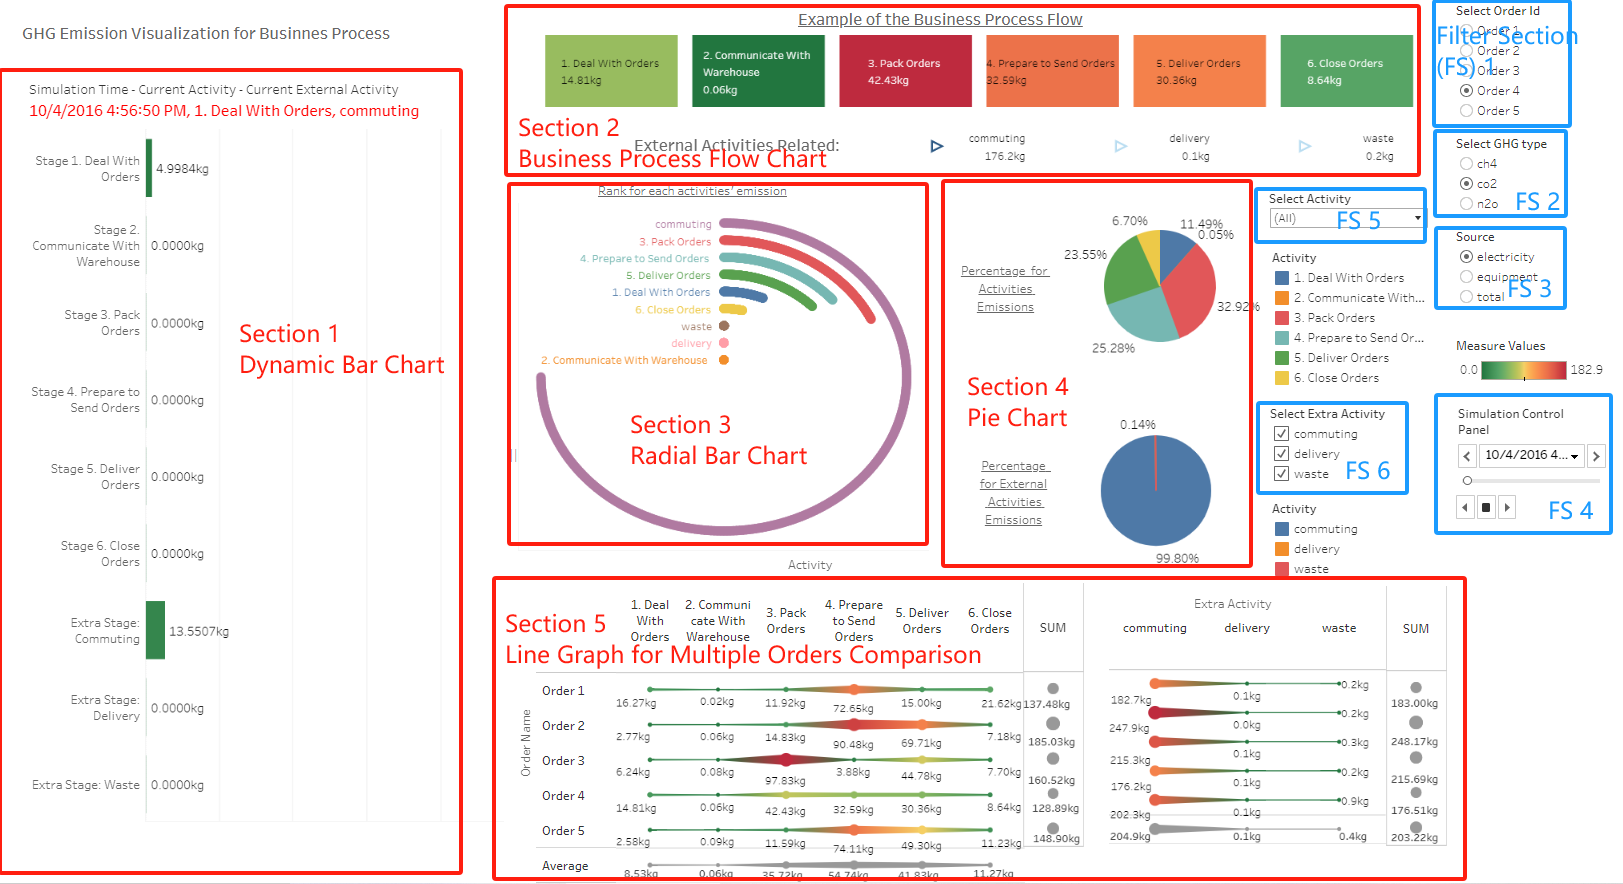 GHG Emission Visualization for Businnes Process
Simulation Time - Current Activity - Current External Activity
10/4/2016 4:56:50 PM, 1. Deal With Orders, commuting
Stage 1. Deal With
Orders
4.9984kg
Stage 2.
Communicate With
Warehouse
0.0000kg
Stage 3. Pack
Orders
0.0000kg
Section 1
Dynamic Bar Chart
Stage 4. Prepare to
Send Orders
0.0000kg
Stage 5. Deliver
Orders
0.0000kg
Stage 6. Close
Orders
0.0000kg
Extra Stage:
Commuting
13.5507kg
Extra Stage:
Delivery
0.0000kg
Extra Stage: Waste
0.0000kg
Example of the Business Process Flow
1. Deal With Orders
14.81kg
2. Communicate With
Warehouse
0.06kg
3. Pack Orders
42.43kg
4. Prepare to Send Orders
32.59kg
5. Deliver Orders
30.36kg
6. Close Orders
8.64kg
Section 2
Business Process Flow Chart
External Activities Related:
commuting
176.2kg
delivery
0.1kg
waste
0.2kg
Rank for each activities' emission
commuting
3. Pack Orders
4. Prepare to Send Orders
5. Deliver Orders
1. Deal With Orders
6. Close Orders
waste
delivery
2. Communicate With Warehouse
Section 3
Radial Bar Chart
Percentage for
Activities
Emissions
6.70%
11.49%
0.05%
23.55%
32.92%
25.28%
Section 4
Pie Chart
0.14%
Percentage
for External
Activities
Emissions
99.80%
Select Order Id
Order 1
Order 2
Order 3
Order 4
Order 5
Filter Section
(FS) 1
Select GHG type
ch4
co2
n2o
FS 2
Source
electricity
equipment
total
FS 3
Select Activity
(All)
FS 5
Activity
1. Deal With Orders
2. Communicate With...
3. Pack Orders
4. Prepare to Send Or...
5. Deliver Orders
6. Close Orders
Measure Values
0.0
182.9
Select Extra Activity
commuting
delivery
waste
FS 6
Simulation Control
Panel
10/4/2016 4...
FS 4
Activity
commuting
delivery
waste
Activity
Section 5
Line Graph for Multiple Orders Comparison
1. Deal
With
Orders
2. Communi
cate With
Warehouse
3. Pack
Orders
4. Prepare
to Send
Orders
5. Deliver
Orders
6. Close
Orders
SUM
Extra Activity
commuting
delivery
waste
SUM
Order Name
Order 1
16.27kg 0.02kg 11.92kg 72.65kg 15.00kg 21.62kg 137.48kg
182.7kg 0.1kg 0.2kg 183.00kg
Order 2
2.77kg 0.06kg 14.83kg 90.48kg 69.71kg 7.18kg 185.03kg
247.9kg 0.0kg 0.2kg 248.17kg
Order 3
6.24kg 0.08kg 97.83kg 3.88kg 44.78kg 7.70kg 160.52kg
215.3kg 0.1kg 0.3kg 215.69kg
Order 4
14.81kg 0.06kg 42.43kg 32.59kg 30.36kg 8.64kg 128.89kg
176.2kg 0.1kg 0.2kg 176.51kg
Order 5
2.58kg 0.09kg 11.59kg 74.11kg 49.30kg 11.23kg 148.90kg
202.3kg 0.1kg 0.9kg 203.22kg
Average
8.53kg 0.06kg 35.72kg 54.74kg 41.83kg 11.27kg
204.9kg 0.1kg 0.4kg